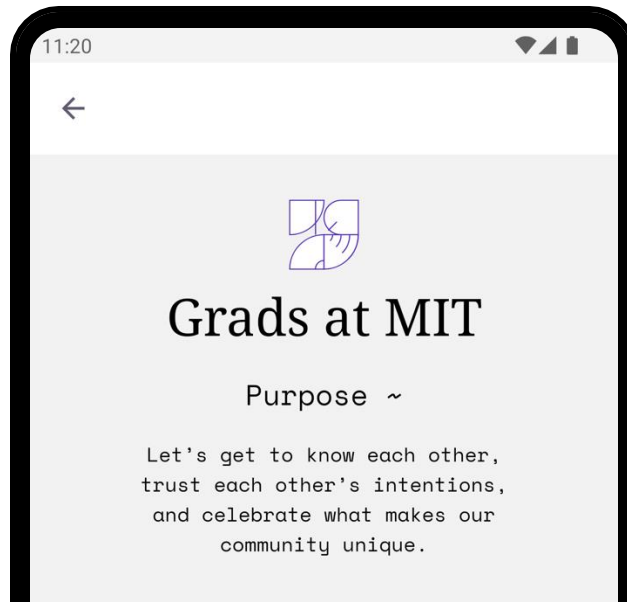 11:20
Grads at MIT
Purpose ~
Let's get to know each other,
trust each other's intentions,
and celebrate what makes our
community unique.